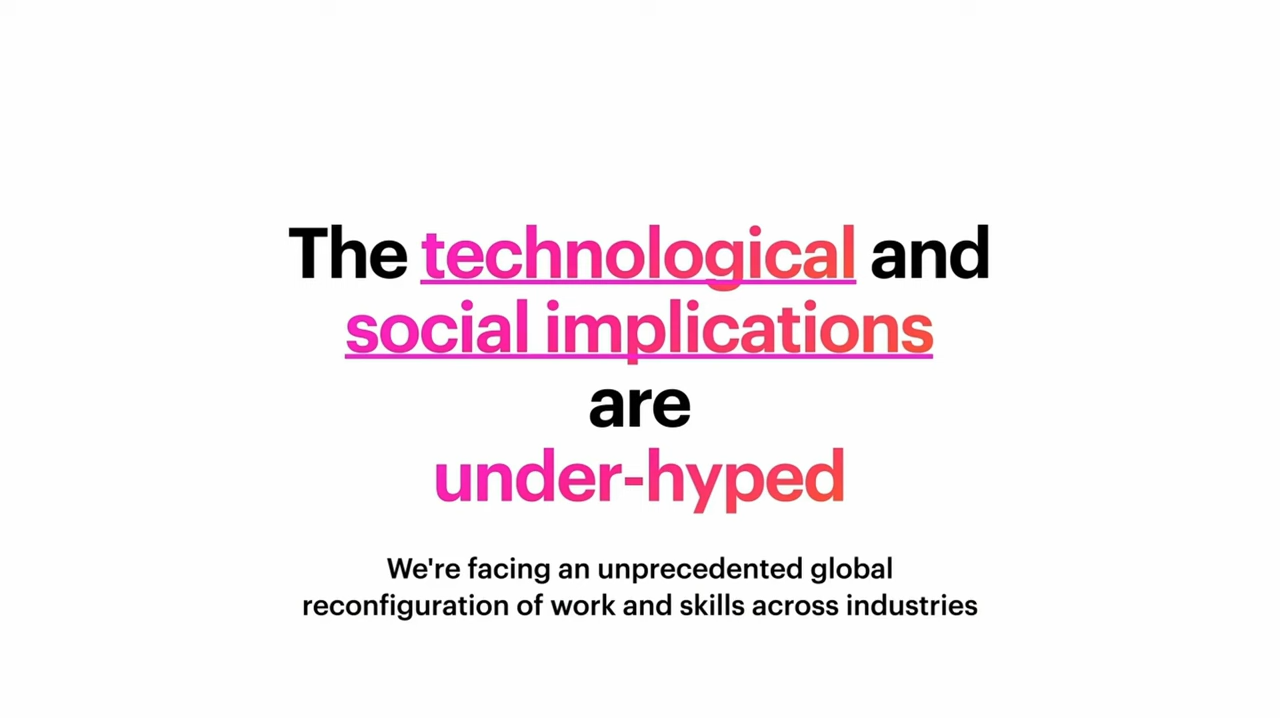 The technological and
social implications
are
under-hyped
We're facing an unprecedented global
reconfiguration of work and skills across industries